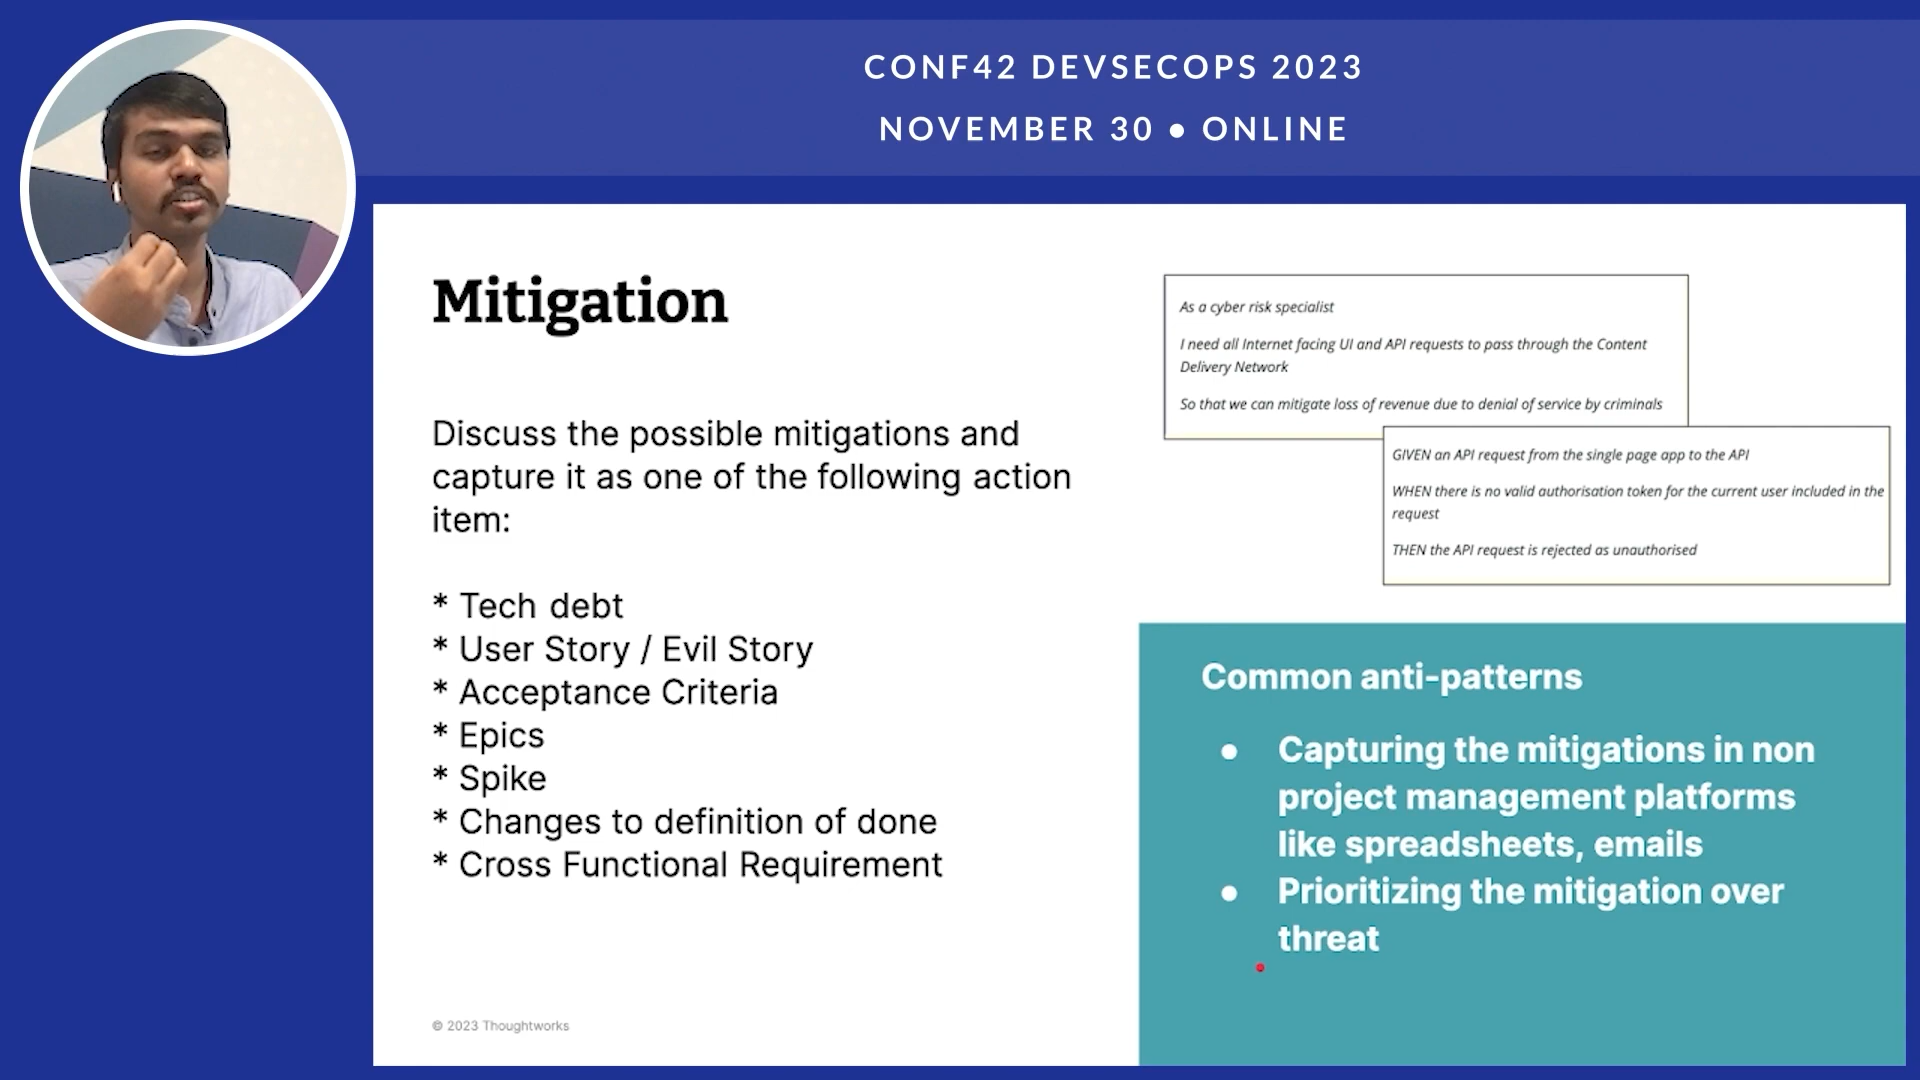 CONF42 DEVSECOPS 2023
NOVEMBER 30 • ONLINE
Mitigation
Discuss the possible mitigations and
capture it as one of the following action
item:
* Tech debt
* User Story / Evil Story
* Acceptance Criteria
* Epics
* Spike
* Changes to definition of done
* Cross Functional Requirement
© 2023 Thoughtworks
As a cyber risk specialist
I need all Internet facing UI and API requests to pass through the Content
Delivery Network
So that we can mitigate loss of revenue due to denial of service by criminals
GIVEN an API request from the single page app to the API
WHEN there is no valid authorisation token for the current user included in the
request
THEN the API request is rejected as unauthorised
Common anti-patterns
● Capturing the mitigations in non
project management platforms
like spreadsheets, emails
● Prioritizing the mitigation over
threat